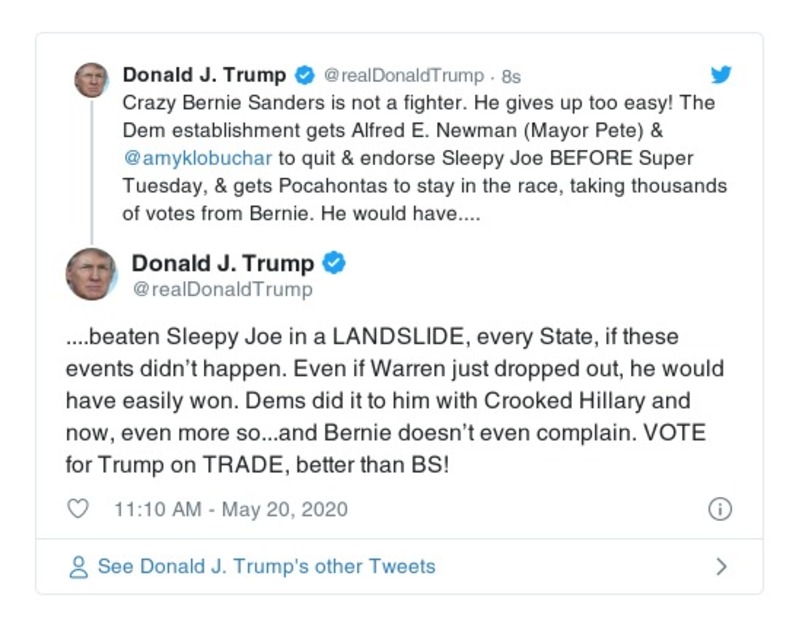 Donald J. Trump @realDonaldTrump · 8s
Crazy Bernie Sanders is not a fighter. He gives up too easy! The
Dem establishment gets Alfred E. Newman (Mayor Pete) &
@amyklobuchar to quit & endorse Sleepy Joe BEFORE Super
Tuesday, & gets Pocahontas to stay in the race, taking thousands
of votes from Bernie. He would have....
Donald J. Trump
@realDonaldTrump
....beaten Sleepy Joe in a LANDSLIDE, every State, if these
events didn’t happen. Even if Warren just dropped out, he would
have easily won. Dems did it to him with Crooked Hillary and
now, even more so...and Bernie doesn’t even complain. VOTE
for Trump on TRADE, better than BS!
11:10 AM - May 20, 2020
See Donald J. Trump's other Tweets